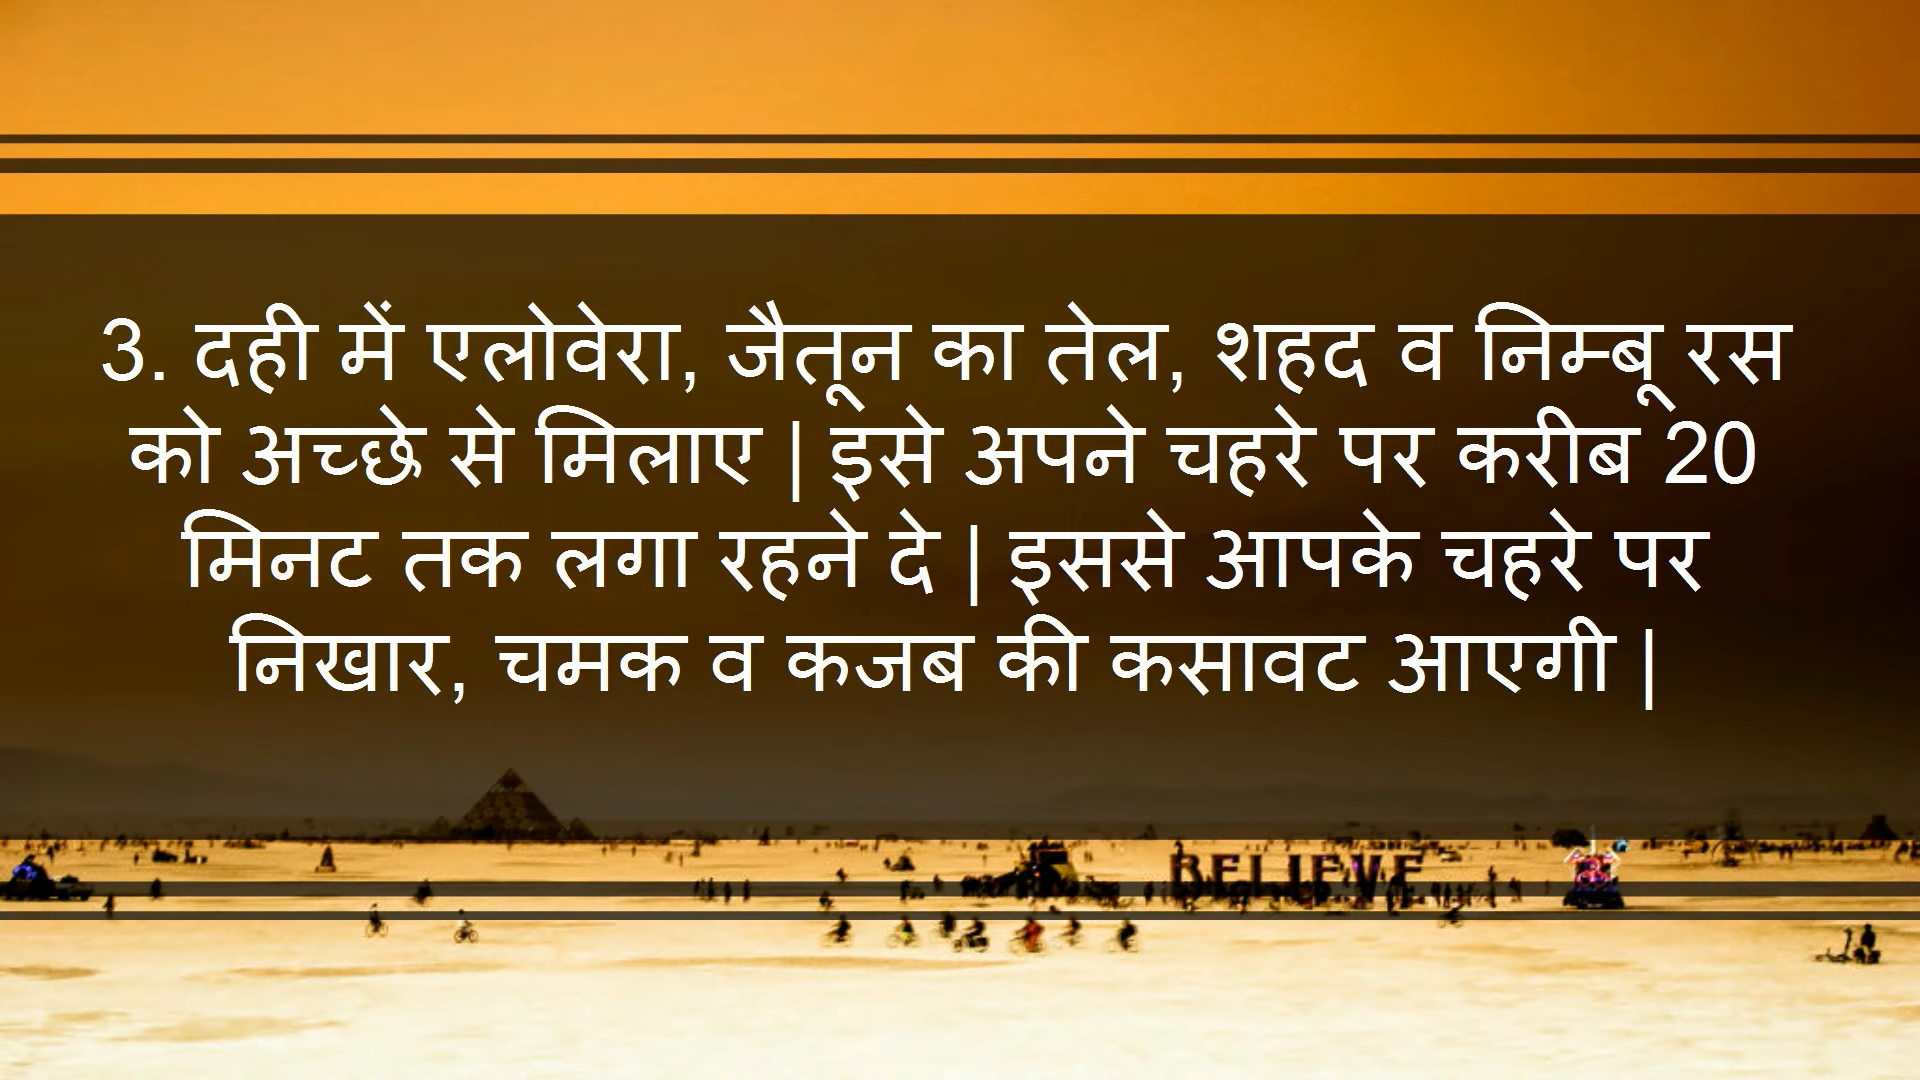 3. दही में एलोवेरा, जैतून का तेल, शहद व निम्बू रस
को अच्छे से मिलाए | इसे अपने चहरे पर करीब 20
मिनट तक लगा रहने दे | इससे आपके चहरे पर
निखार, चमक व कजब की कसावट आएगी |
BELIEVE